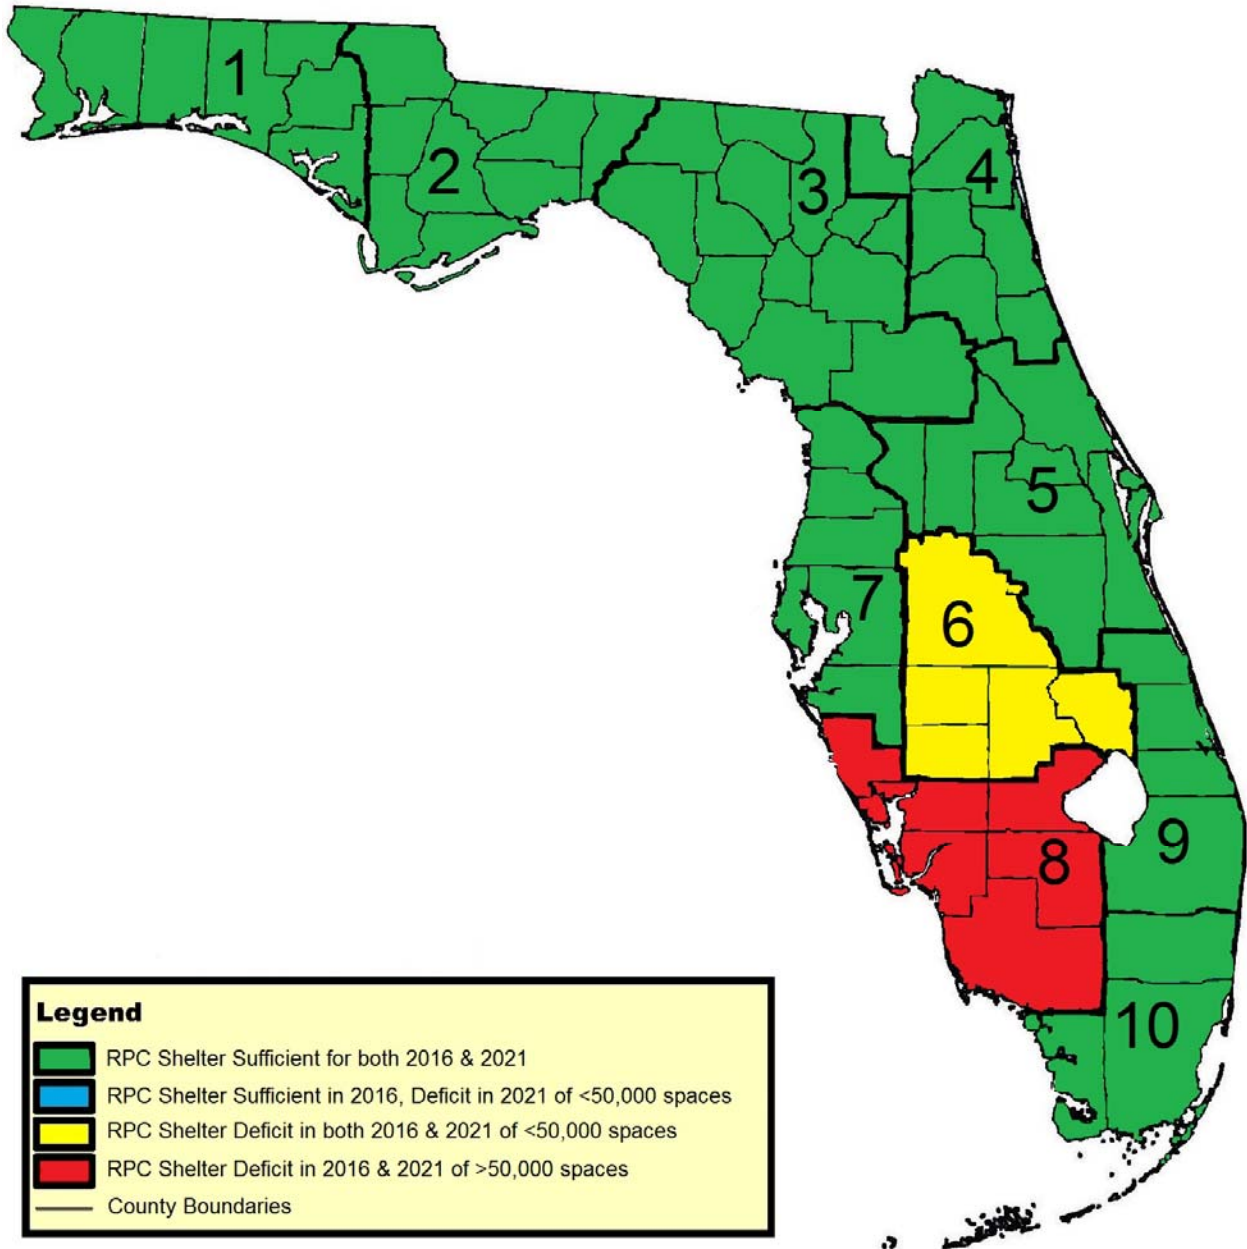 1
2
3
4
5
6
7
8
9
10
Legend
RPC Shelter Sufficient for both 2016 & 2021
RPC Shelter Sufficient in 2016, Deficit in 2021 of <50,000 spaces
RPC Shelter Deficit in both 2016 & 2021 of <50,000 spaces
RPC Shelter Deficit in 2016 & 2021 of >50,000 spaces
County Boundaries